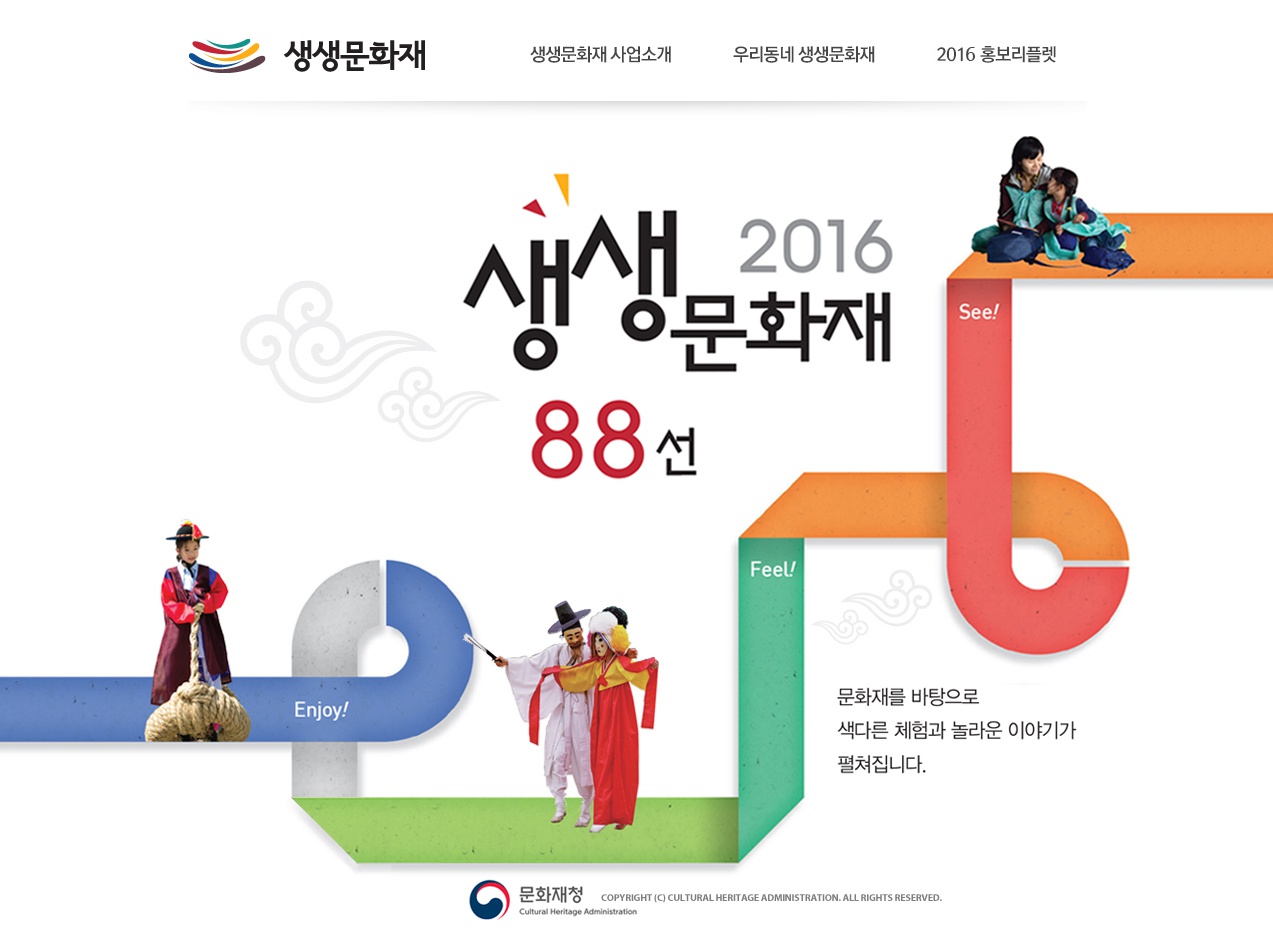 생생문화재
생생문화재 사업소개
우리동네 생생문화재
2016 홍보리플렛
생생
2016
문화재
88선
See!
Feel!
Enjoy!
문화재를 바탕으로
색다른 체험과 놀라운 이야기가
펼쳐집니다.
문화재청
Cultural Heritage Administration
COPYRIGHT (C) CULTURAL HERITAGE ADMINISTRATION. ALL RIGHTS RESERVED.